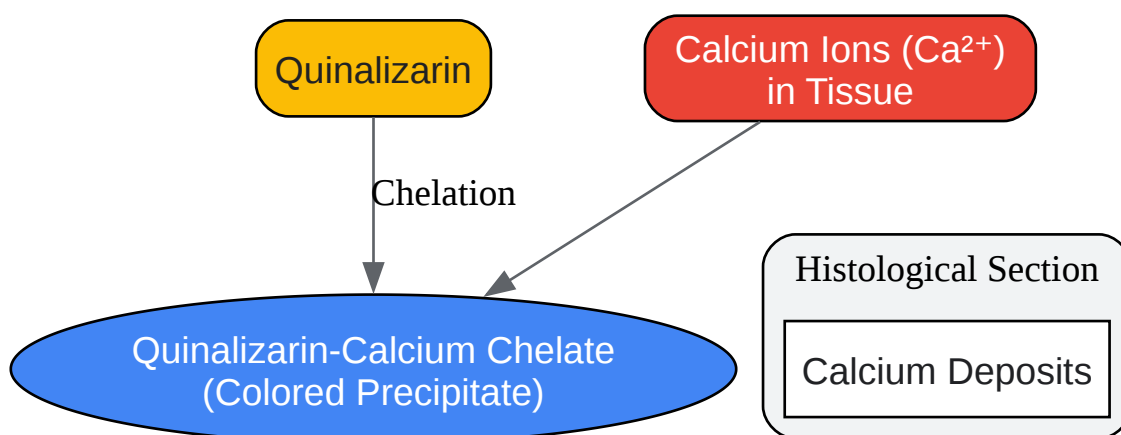 Quinalizarin
Calcium Ions (Ca²⁺)
in Tissue
Chelation
Histological Section
Quinalizarin-Calcium Chelate
(Colored Precipitate)
Calcium Deposits